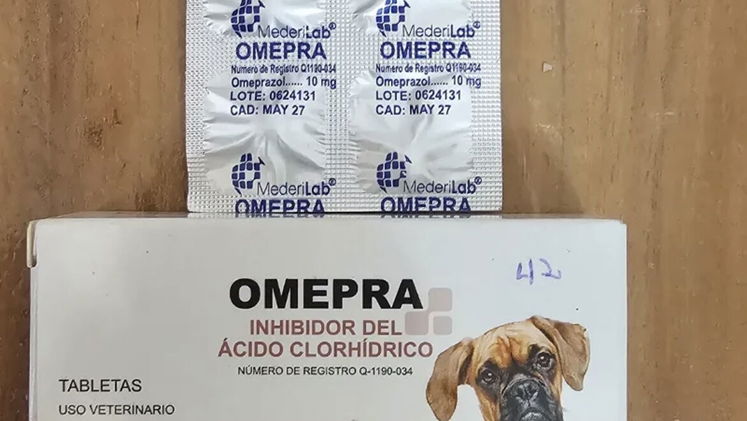 MederiLab® MederiLab®
OMEPRA OMEPRA
Numero de Registro Q1190-034 Numero de Registro Q1190-034
Omeprazol...... 10 mg Omeprazol...... 10 mg
LOTE: 0624131 LOTE: 0624131
CAD: MAY 27 CAD: MAY 27
MederiLab® MederiLab®
OMEPRA OMEPRA
42
OMEPRA
INHIBIDOR DEL
ÁCIDO CLORHÍDRICO
NÚMERO DE REGISTRO Q-1190-034
TABLETAS
USO VETERINARIO